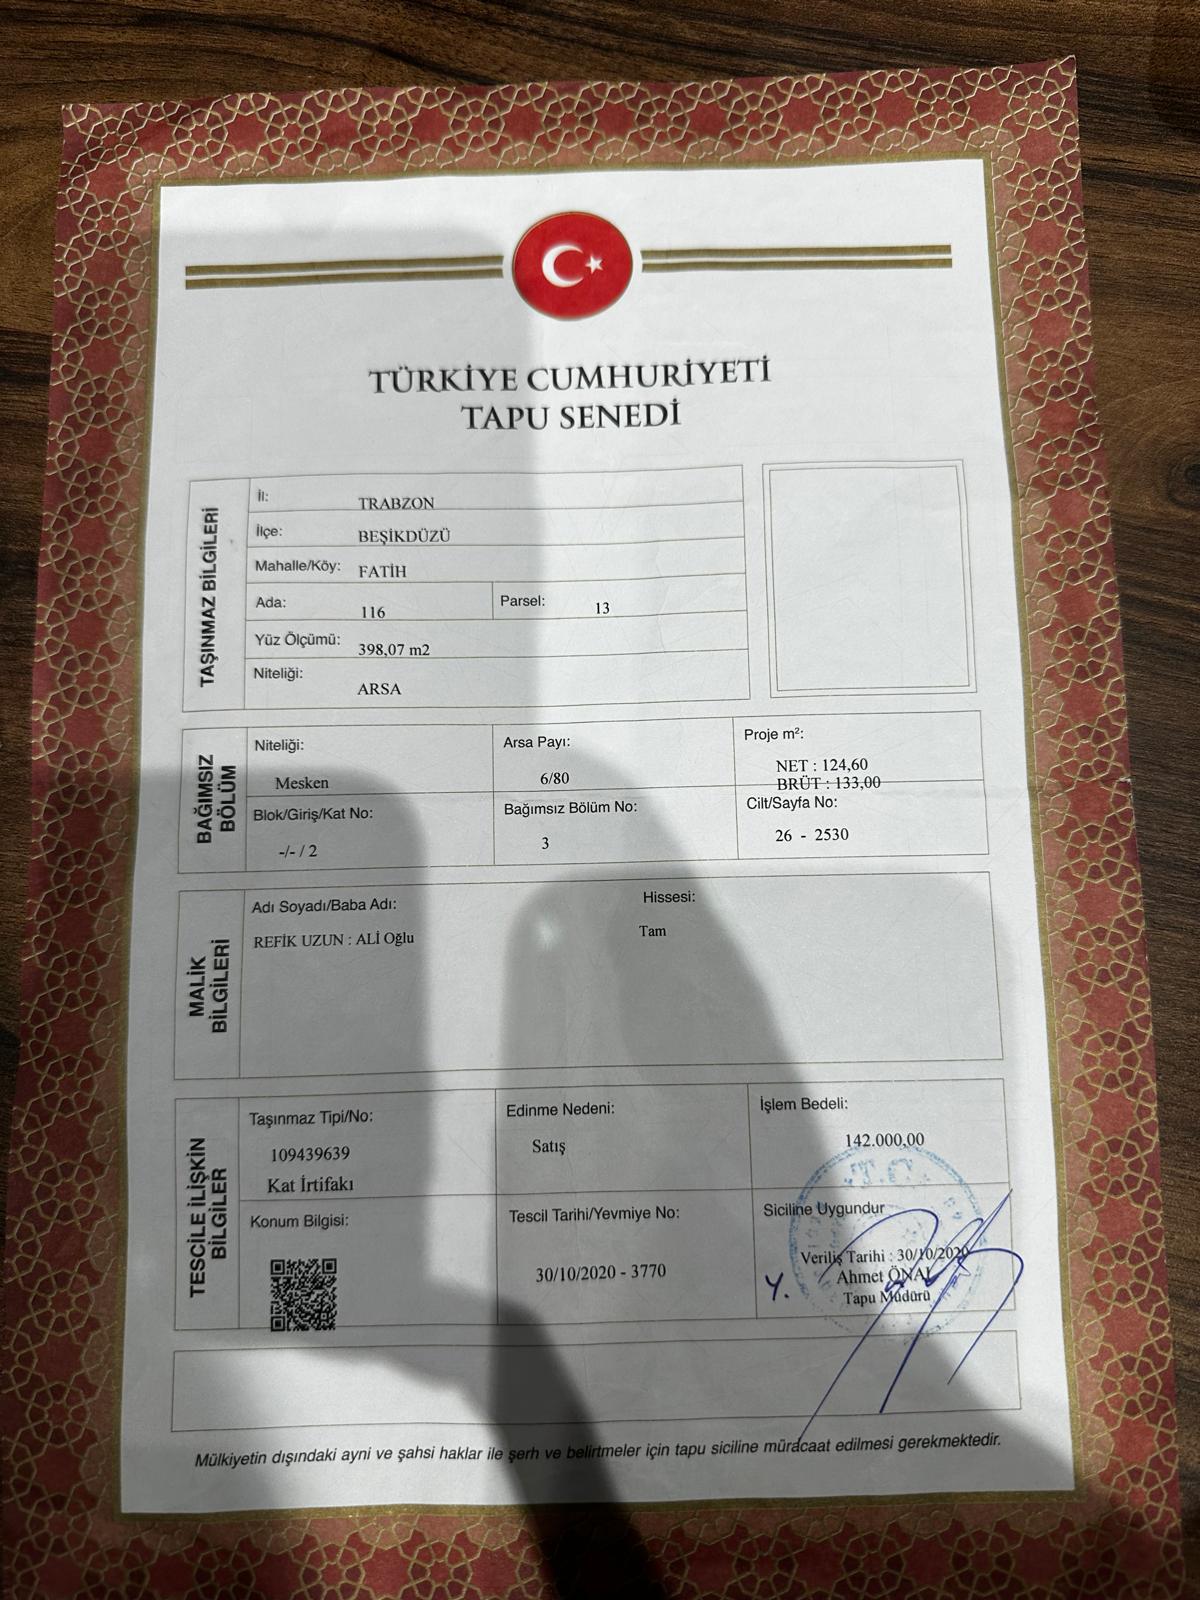 TÜRKİYE CUMHURİYETİ
TAPU SENEDİ
TAŞINMAZ BİLGİLERİ
İl: TRABZON
İlçe: BEŞİKDÜZÜ
Mahalle/Köy: FATİH
Ada: 116 Parsel: 13
Yüz Ölçümü: 398,07 m2
Niteliği: ARSA
BAĞIMSIZ BÖLÜM
Niteliği: Arsa Payı: Proje m²:
Mesken 6/80 NET : 124,60
BRÜT : 133,00
Blok/Giriş/Kat No: Bağımsız Bölüm No: Cilt/Sayfa No:
-/- / 2 3 26 - 2530
MALİK BİLGİLERİ
Adı Soyadı/Baba Adı: Hissesi:
REFİK UZUN : ALİ Oğlu Tam
TESCİLE İLİŞKİN BİLGİLER
Taşınmaz Tipi/No: Edinme Nedeni: İşlem Bedeli:
109439639 Satış 142.000,00
Kat İrtifakı
Konum Bilgisi: Tescil Tarihi/Yevmiye No: Siciline Uygundur
30/10/2020 - 3770 Veriliş Tarihi : 30/10/2020
Y. Ahmet ÖNAL
Tapu Müdürü
Mülkiyetin dışındaki ayni ve şahsi haklar ile şerh ve belirtmeler için tapu siciline müracaat edilmesi gerekmektedir.